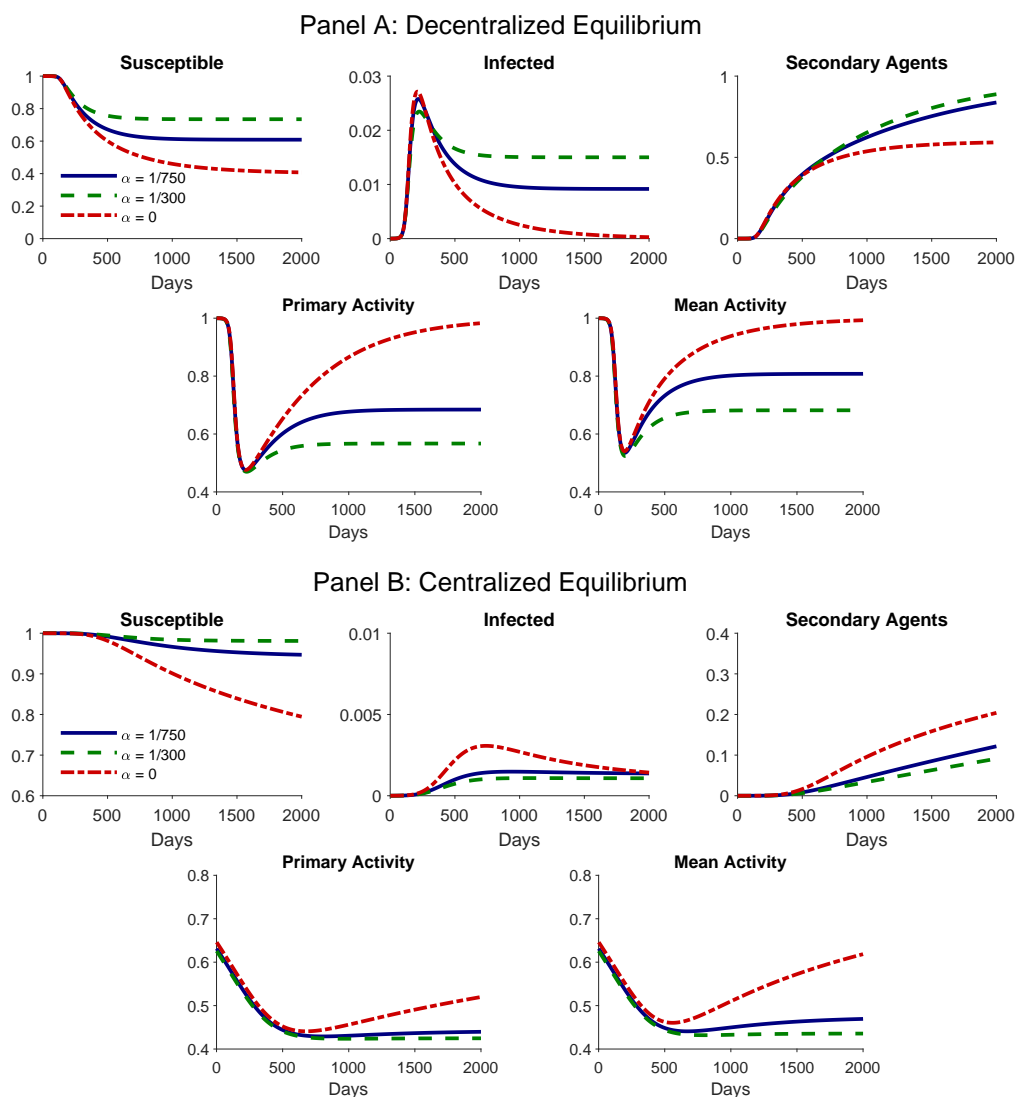 Panel A: Decentralized Equilibrium
Susceptible
Infected
Secondary Agents
1
0.8
0.6
0.4
0.2
0
α = 1/750
α = 1/300
α = 0
0 500 1000 1500 2000
Days
0.03
0.02
0.01
0
0 500 1000 1500 2000
Days
1
0.5
0
0 500 1000 1500 2000
Days
Primary Activity
Mean Activity
1
0.8
0.6
0.4
0 500 1000 1500 2000
Days
1
0.8
0.6
0.4
0 500 1000 1500 2000
Days
Panel B: Centralized Equilibrium
Susceptible
Infected
Secondary Agents
1
0.9
0.8
0.7
0.6
α = 1/750
α = 1/300
α = 0
0 500 1000 1500 2000
Days
0.01
0.005
0
0 500 1000 1500 2000
Days
0.4
0.3
0.2
0.1
0
0 500 1000 1500 2000
Days
Primary Activity
Mean Activity
0.8
0.7
0.6
0.5
0.4
0 500 1000 1500 2000
Days
0.8
0.7
0.6
0.5
0.4
0 500 1000 1500 2000
Days